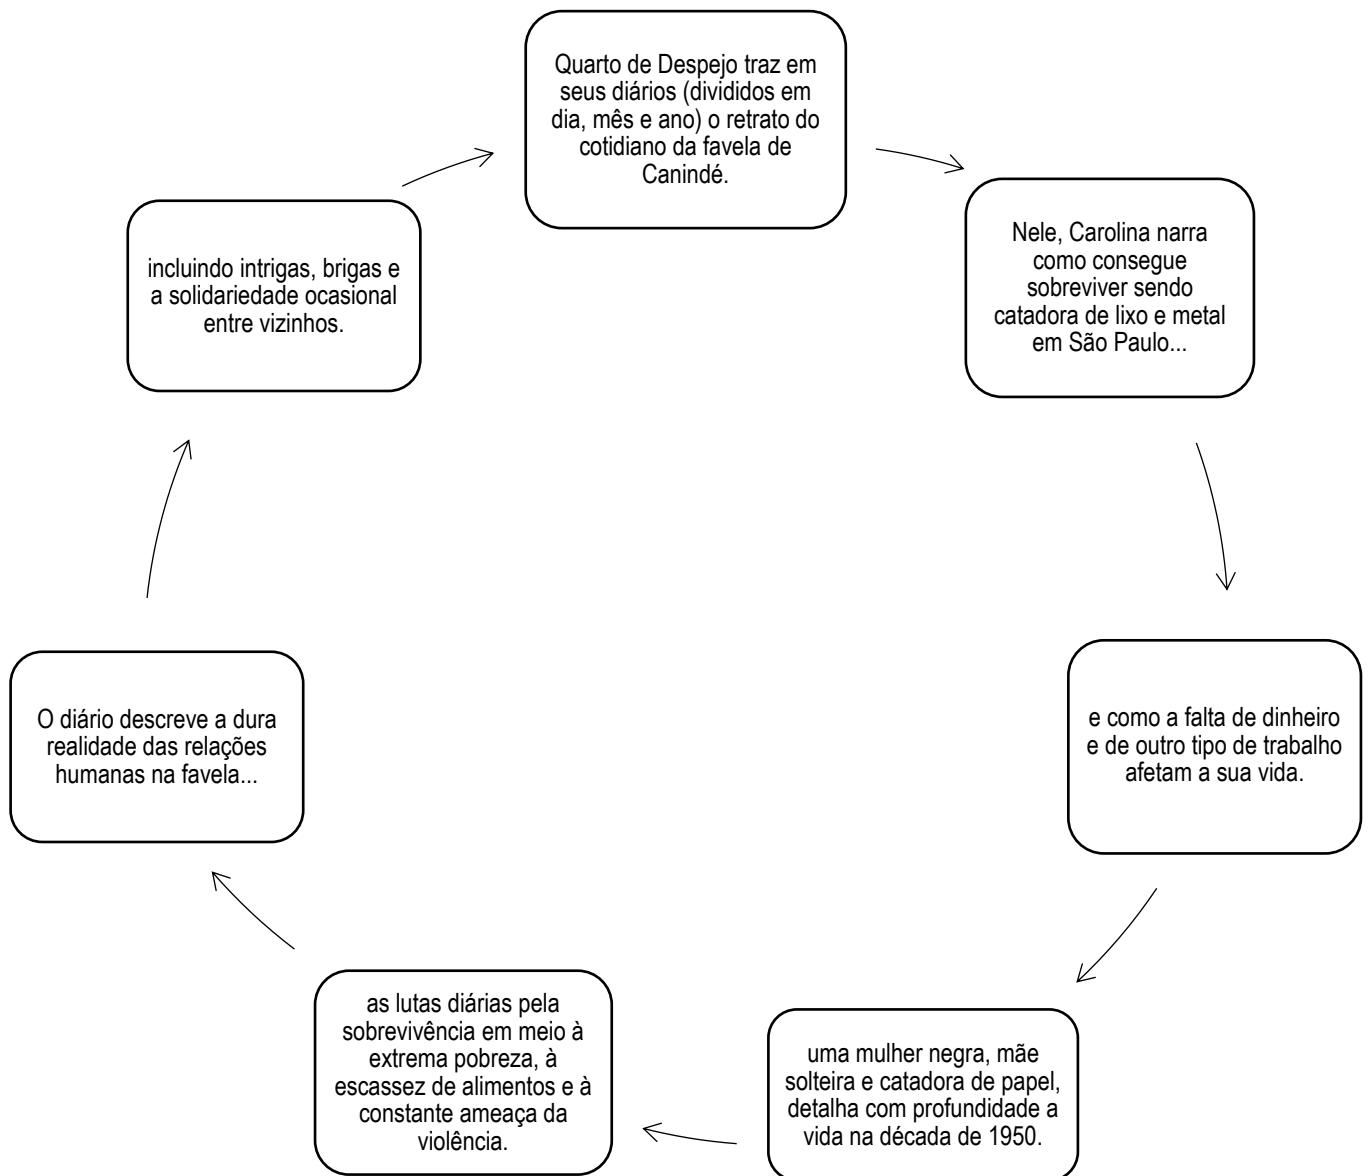 Quarto de Despejo traz em
seus diários (divididos em
dia, mês e ano) o retrato do
cotidiano da favela de
Canindé.
Nele, Carolina narra
como consegue
sobreviver sendo
catadora de lixo e metal
em São Paulo...
e como a falta de dinheiro
e de outro tipo de trabalho
afetam a sua vida.
uma mulher negra, mãe
solteira e catadora de papel,
detalha com profundidade a
vida na década de 1950.
as lutas diárias pela
sobrevivência em meio à
extrema pobreza, à
escassez de alimentos e à
constante ameaça da
violência.
O diário descreve a dura
realidade das relações
humanas na favela...
incluindo intrigas, brigas e
a solidariedade ocasional
entre vizinhos.